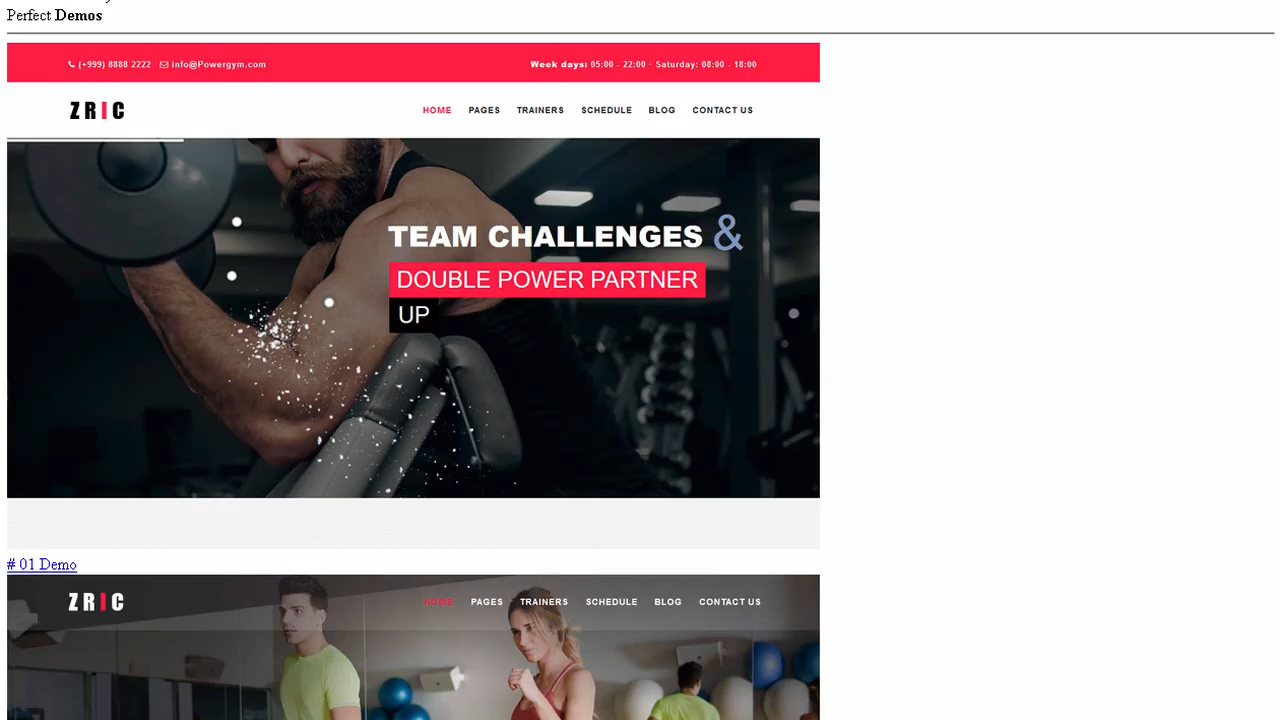 Perfect Demos
(+999) 8888 2222 info@Powergym.com Week days: 05:00 - 22:00 · Saturday: 08:00 - 18:00
ZRIC HOME PAGES TRAINERS SCHEDULE BLOG CONTACT US
TEAM CHALLENGES &
DOUBLE POWER PARTNER
UP
# 01 Demo
ZRIC HOME PAGES TRAINERS SCHEDULE BLOG CONTACT US